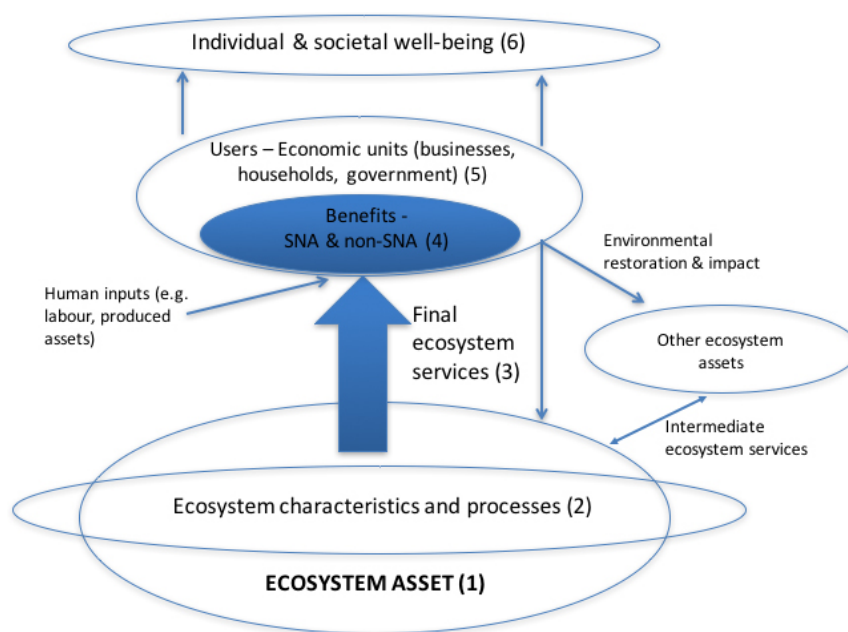 Individual & societal well-being (6)
Users – Economic units (businesses,
households, government) (5)
Benefits -
SNA & non-SNA (4)
Environmental
restoration & impact
Human inputs (e.g.
labour, produced
assets)
Final
ecosystem
services (3)
Other ecosystem
assets
Intermediate
ecosystem services
Ecosystem characteristics and processes (2)
ECOSYSTEM ASSET (1)